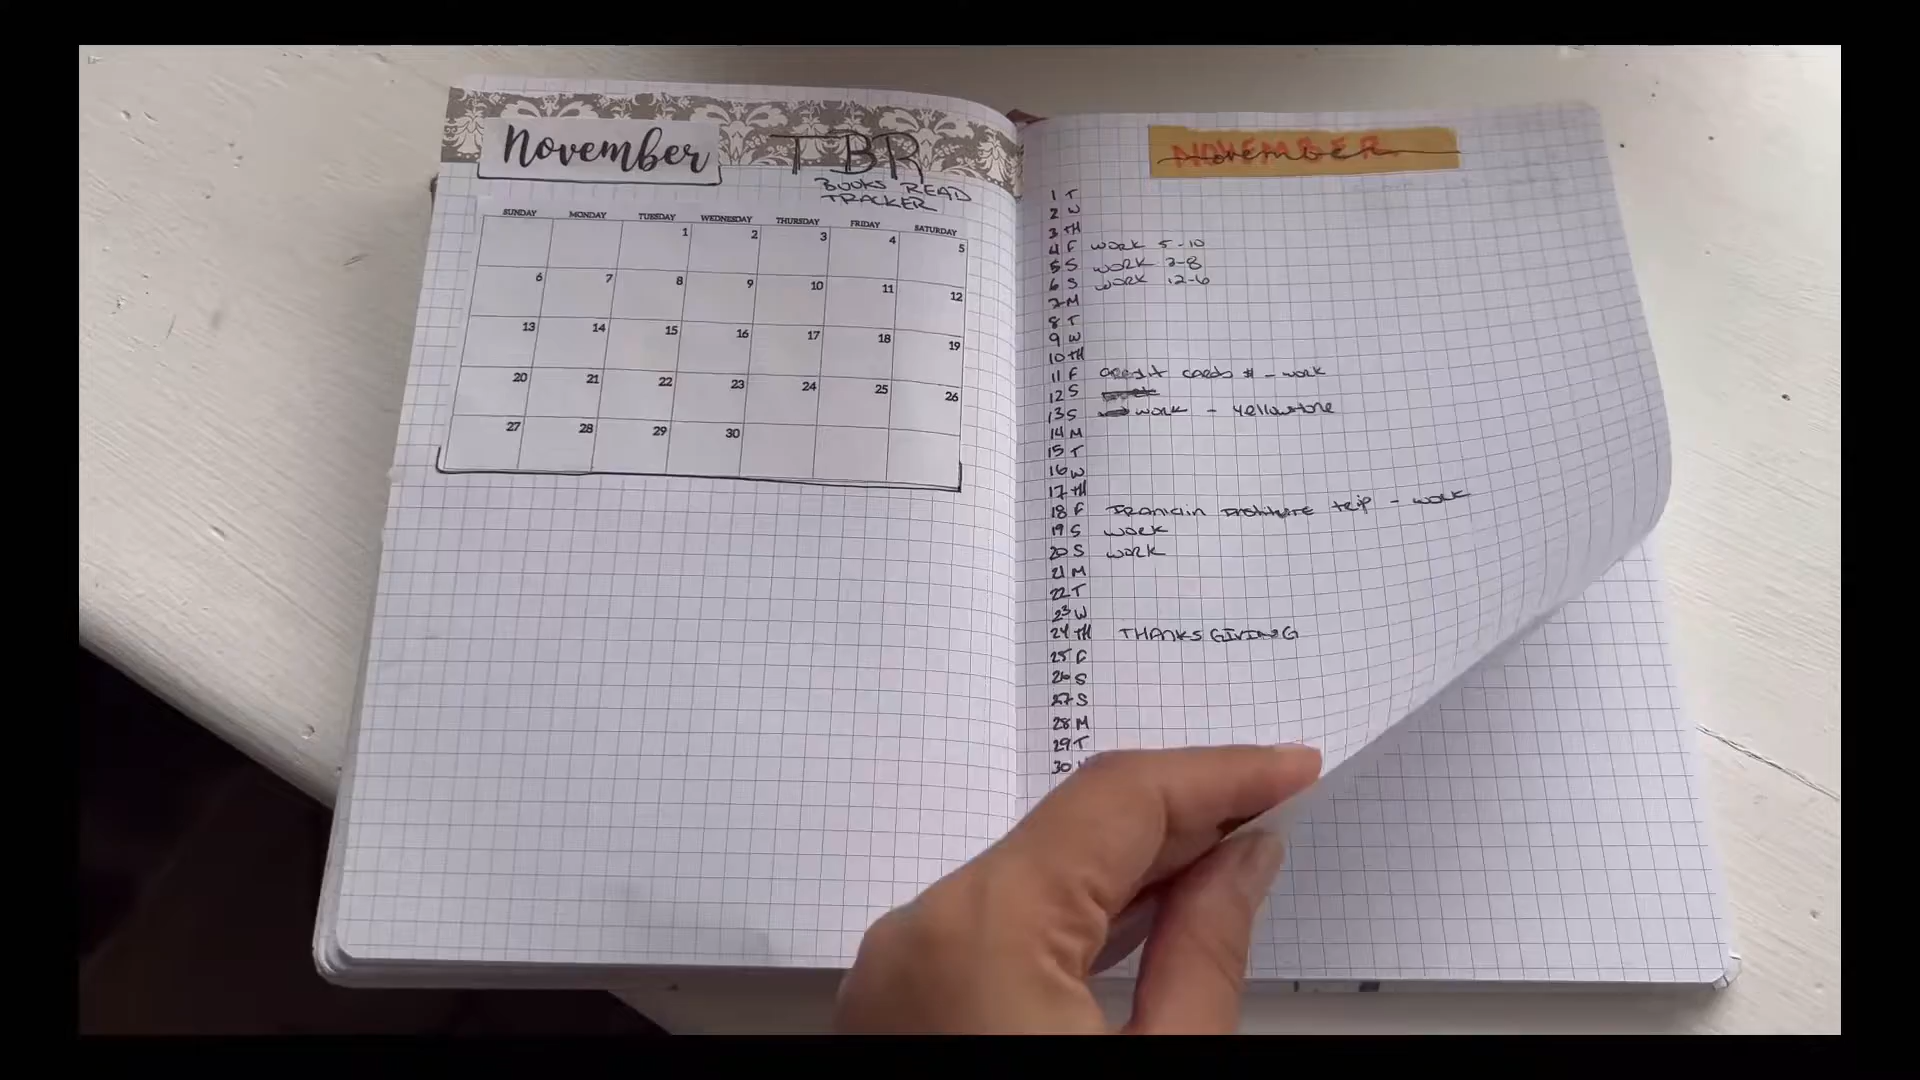 November
TBR
BOOKS READ
TRACKER
SUNDAY MONDAY TUESDAY WEDNESDAY THURSDAY FRIDAY SATURDAY
1 2 3 4 5
6 7 8 9 10 11 12
13 14 15 16 17 18 19
20 21 22 23 24 25 26
27 28 29 30
NOVEMBER
1 T
2 W
3 TH
4 F WORK 5-10
5 S WORK 2-8
6 S WORK 12-6
7 M
8 T
9 W
10 TH
11 F credit cards $ - work
12 S
13 S work - yellowstone
14 M
15 T
16 W
17 TH
18 F Franklin Institute trip - work
19 S work
20 S work
21 M
22 T
23 W
24 TH THANKSGIVING
25 F
26 S
27 S
28 M
29 T
30